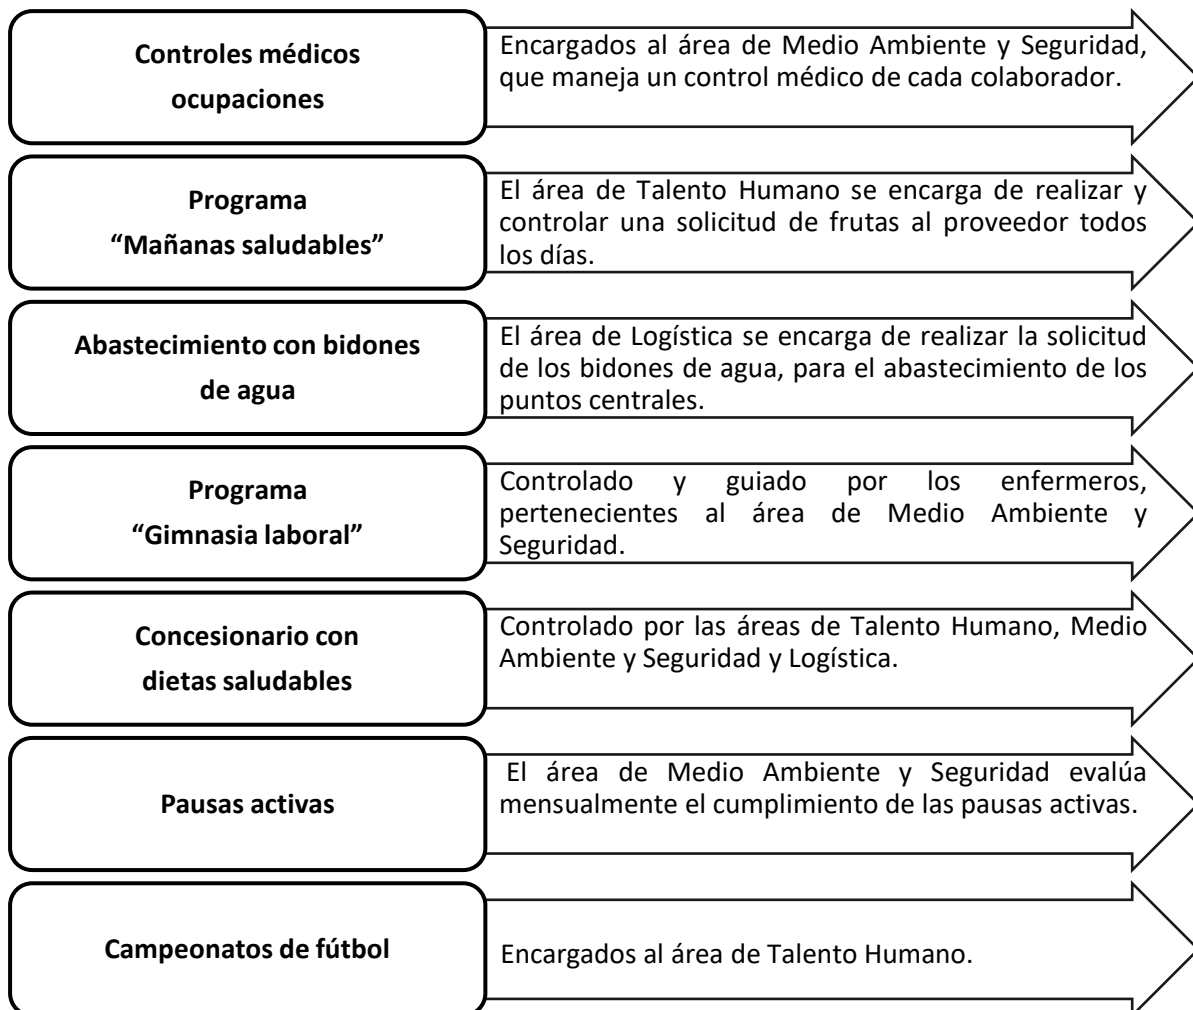 Controles médicos
ocupaciones
Encargados al área de Medio Ambiente y Seguridad,
que maneja un control médico de cada colaborador.
Programa
“Mañanas saludables”
El área de Talento Humano se encarga de realizar y
controlar una solicitud de frutas al proveedor todos
los días.
Abastecimiento con bidones
de agua
El área de Logística se encarga de realizar la solicitud
de los bidones de agua, para el abastecimiento de los
puntos centrales.
Programa
“Gimnasia laboral”
Controlado y guiado por los enfermeros,
pertenecientes al área de Medio Ambiente y
Seguridad.
Concesionario con
dietas saludables
Controlado por las áreas de Talento Humano, Medio
Ambiente y Seguridad y Logística.
Pausas activas
El área de Medio Ambiente y Seguridad evalúa
mensualmente el cumplimiento de las pausas activas.
Campeonatos de fútbol
Encargados al área de Talento Humano.